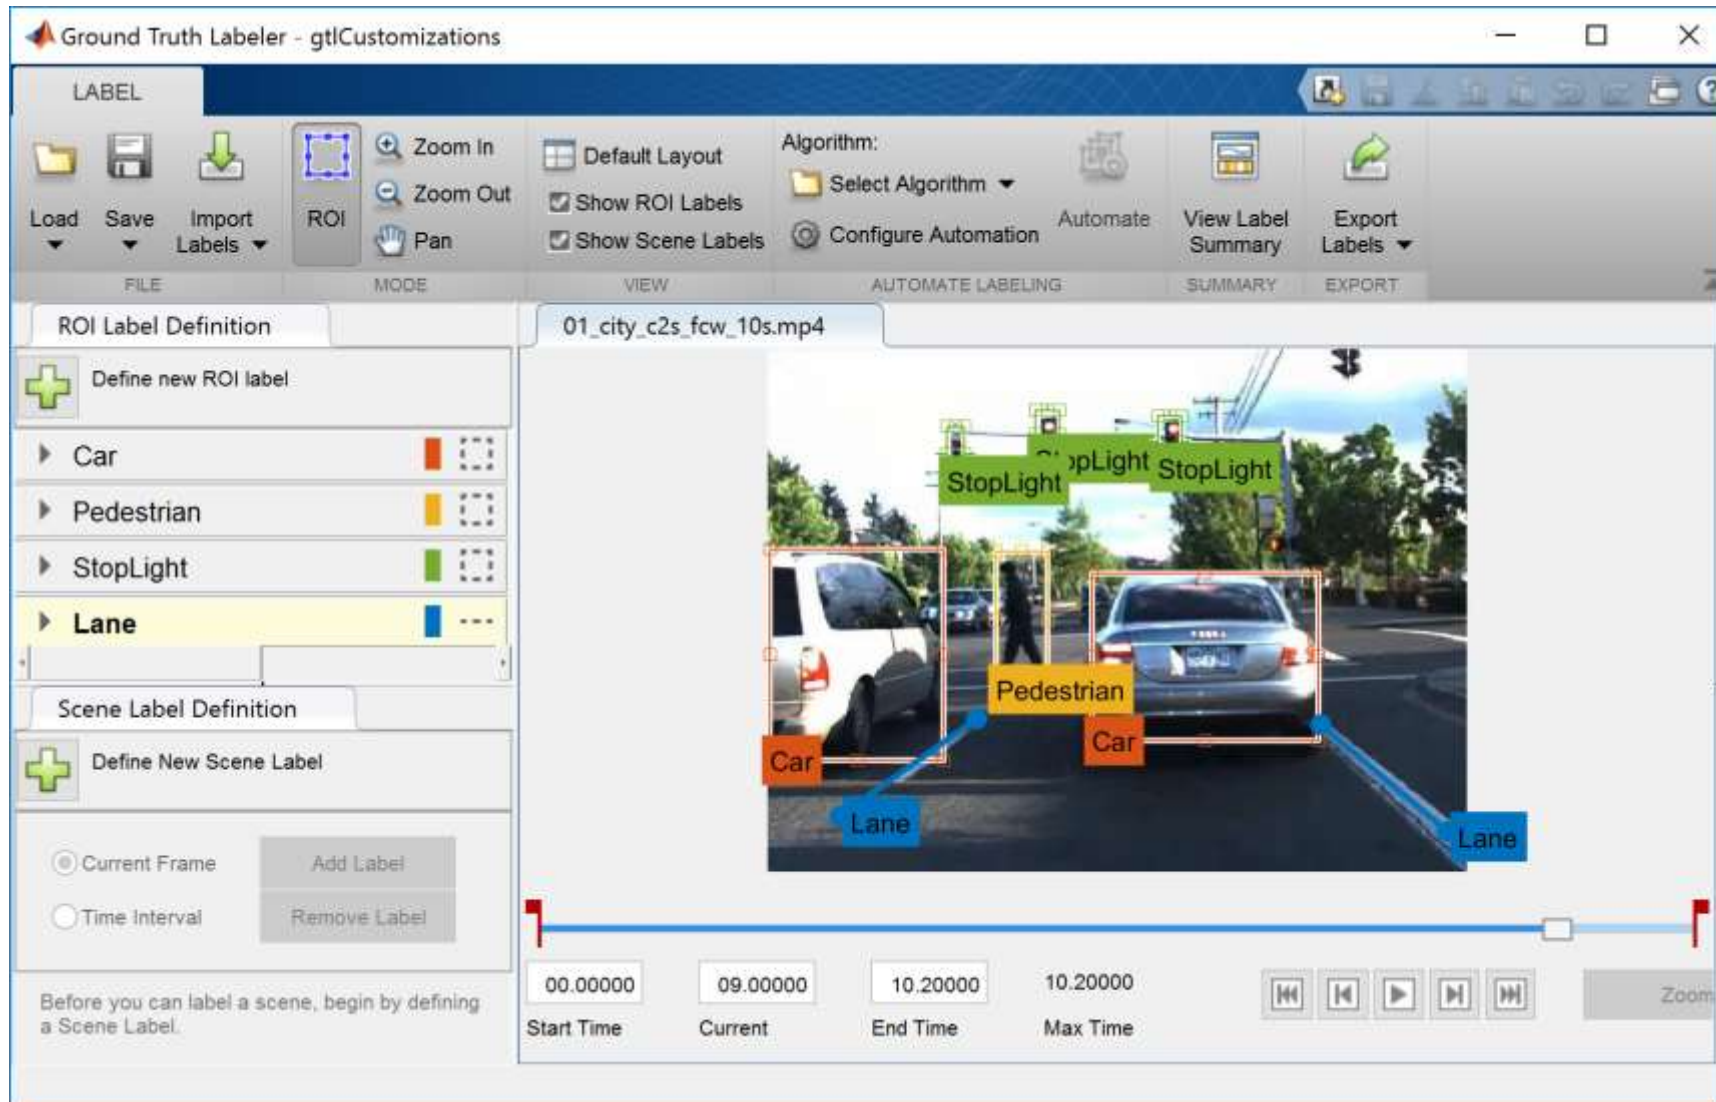 Ground Truth Labeler - gtlCustomizations
LABEL
Load
Save
Import
Labels
ROI
Zoom In
Zoom Out
Pan
Default Layout
Show ROI Labels
Show Scene Labels
Algorithm:
Select Algorithm
Configure Automation
Automate
View Label
Summary
Export
Labels
FILE
MODE
VIEW
AUTOMATE LABELING
SUMMARY
EXPORT
ROI Label Definition
Define new ROI label
Car
Pedestrian
StopLight
Lane
Scene Label Definition
Define New Scene Label
Current Frame
Add Label
Time Interval
Remove Label
Before you can label a scene, begin by defining
a Scene Label.
01_city_c2s_fcw_10s.mp4
StopLight
StopLight
StopLight
Pedestrian
Car
Car
Lane
Lane
00.00000
09.00000
10.20000
10.20000
Start Time
Current
End Time
Max Time
Zoom